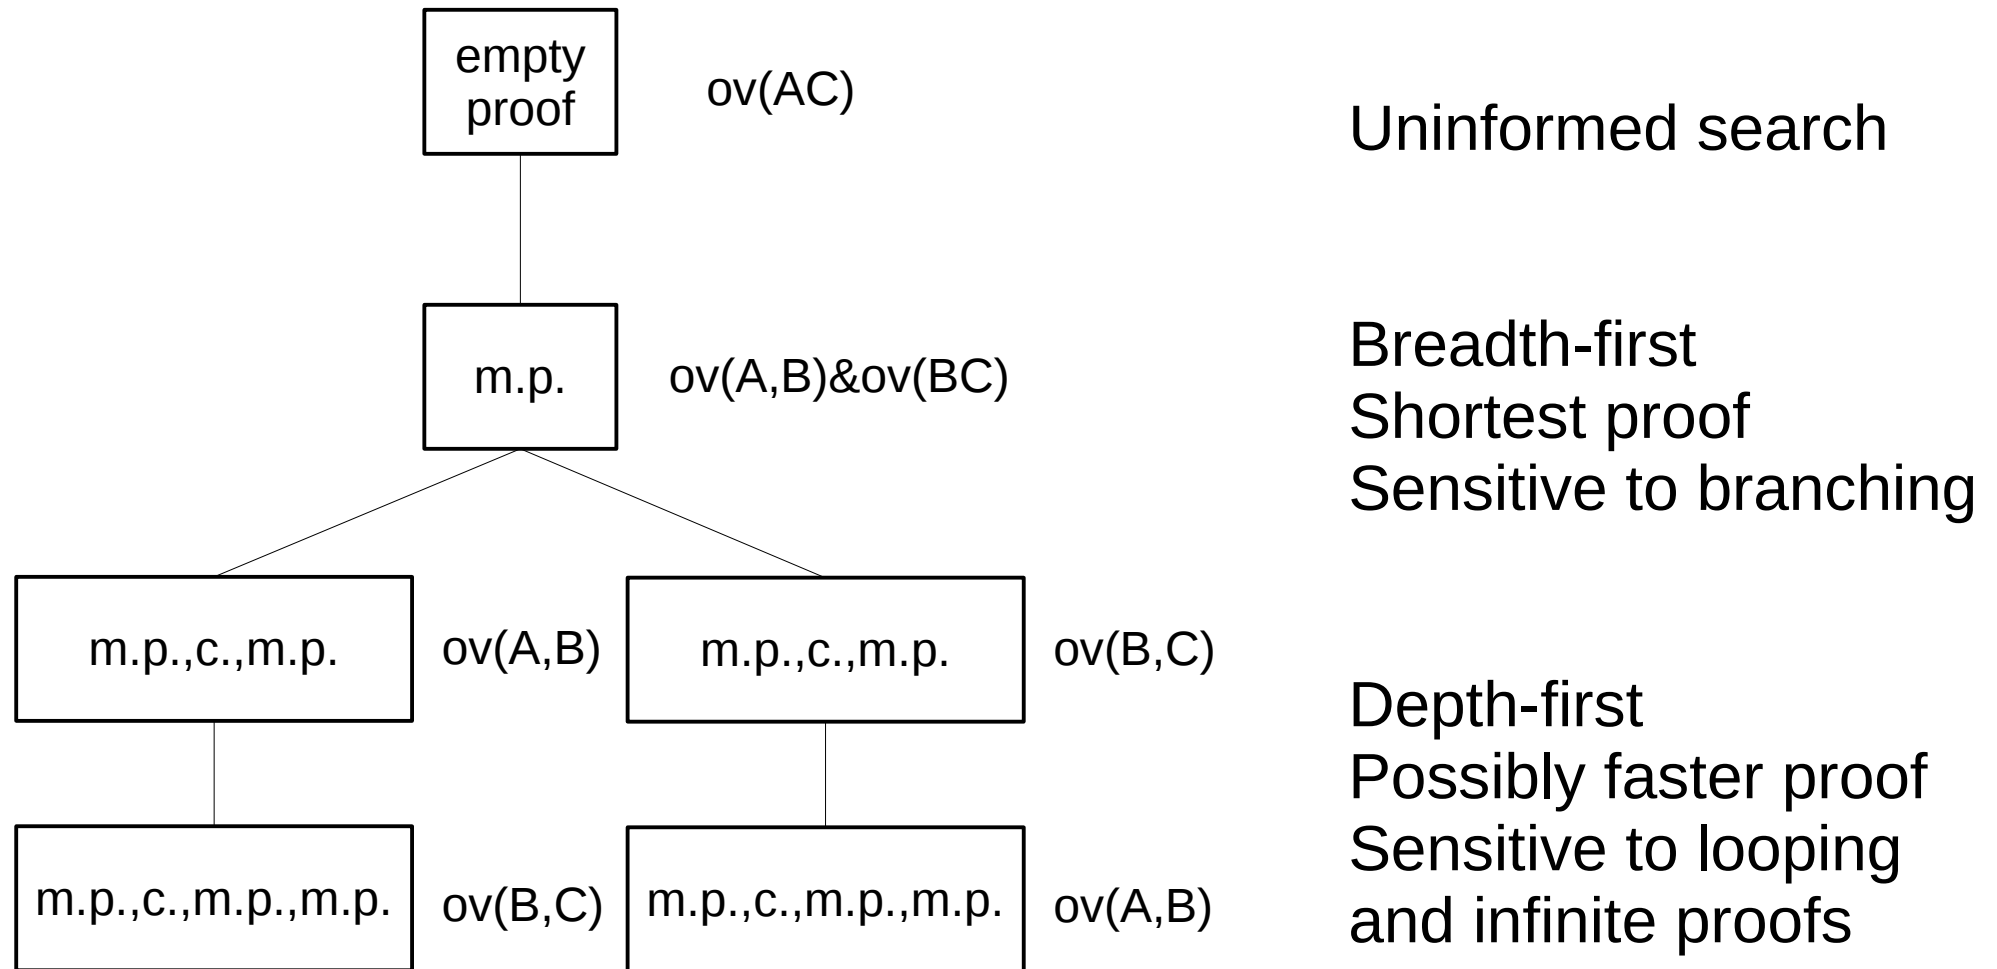 empty
proof
ov(AC)
m.p.
ov(A,B)&ov(BC)
m.p.,c.,m.p.
ov(A,B)
m.p.,c.,m.p.
ov(B,C)
m.p.,c.,m.p.,m.p.
ov(B,C)
m.p.,c.,m.p.,m.p.
ov(A,B)
Uninformed search
Breadth-first
Shortest proof
Sensitive to branching
Depth-first
Possibly faster proof
Sensitive to looping
and infinite proofs